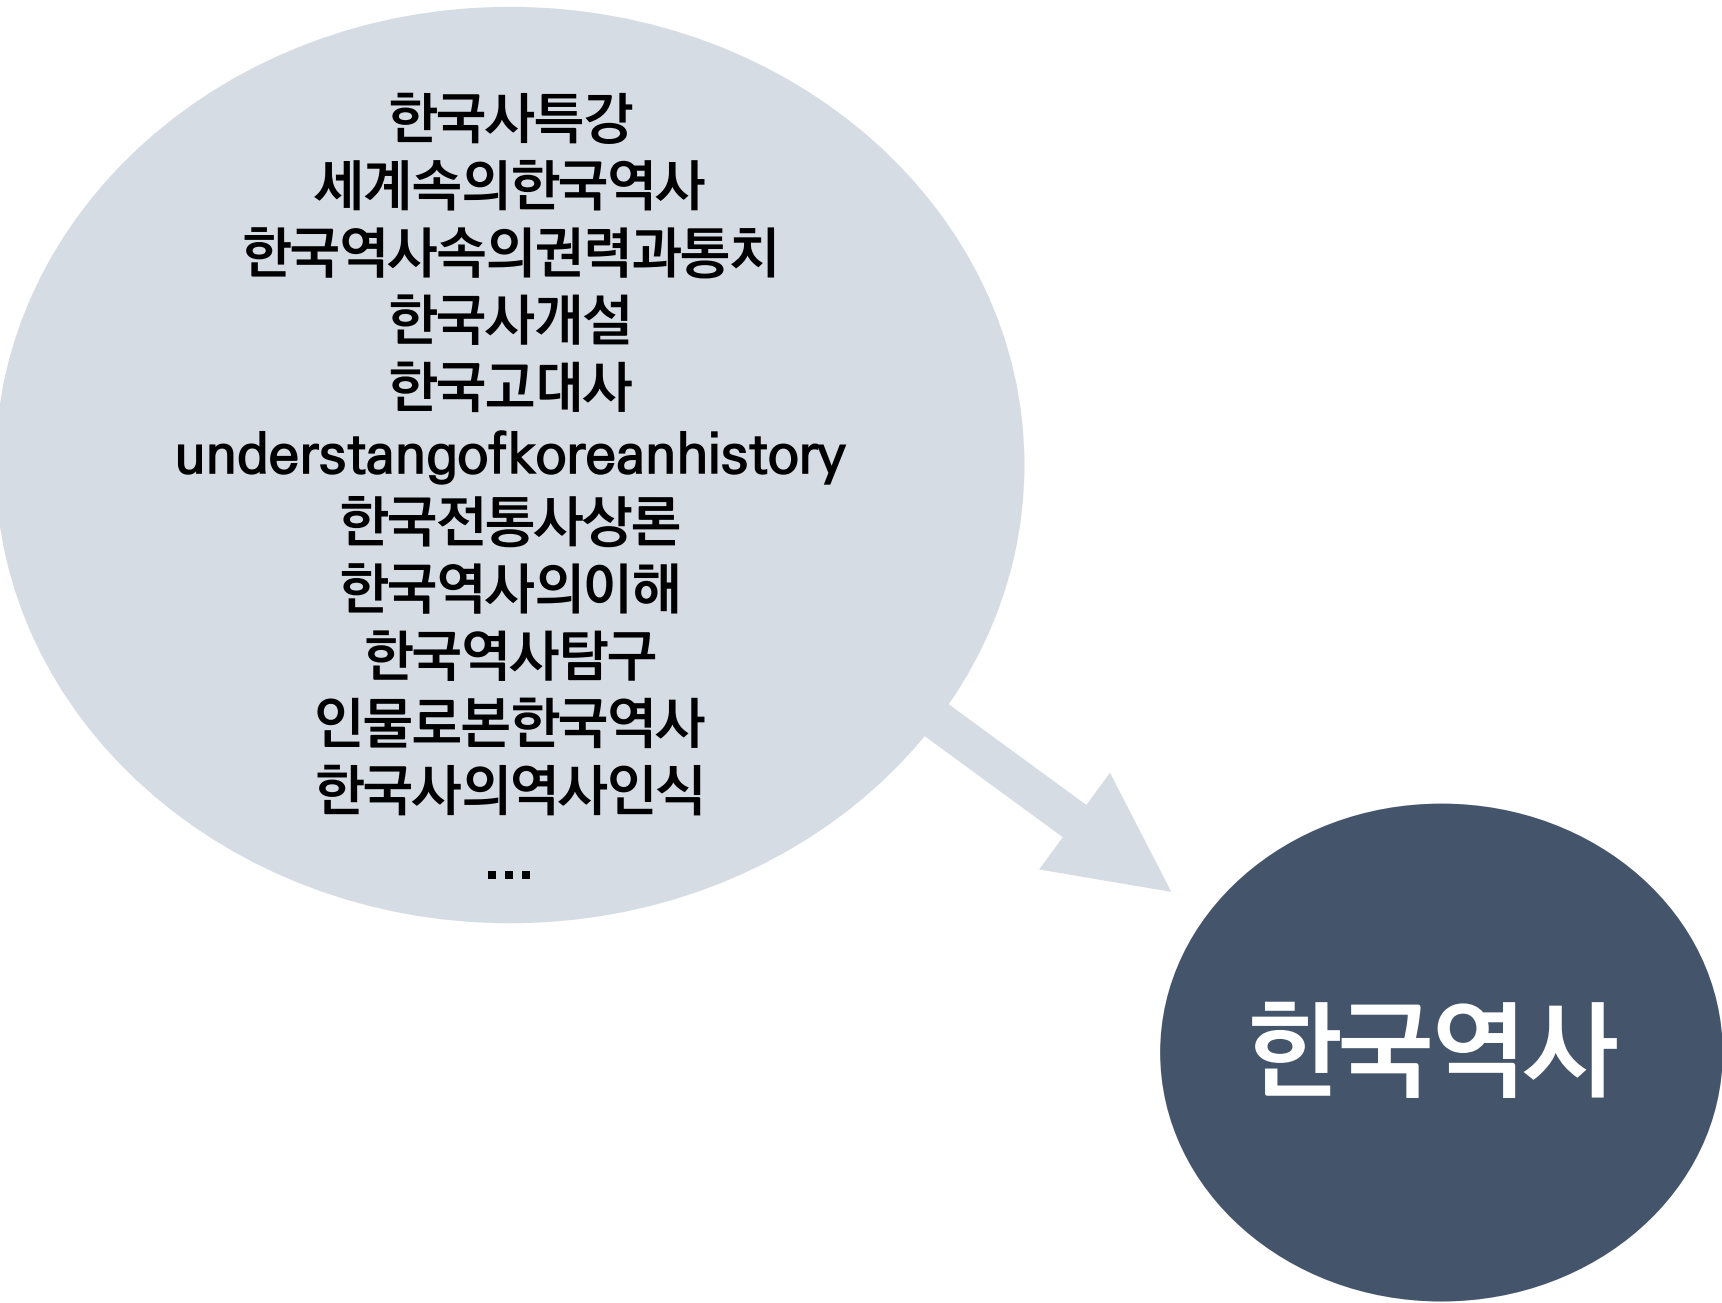 한국사특강
세계속의한국역사
한국역사속의권력과통치
한국사개설
한국고대사
understangofkoreanhistory
한국전통사상론
한국역사의이해
한국역사탐구
인물로본한국역사
한국사의역사인식
...
한국역사